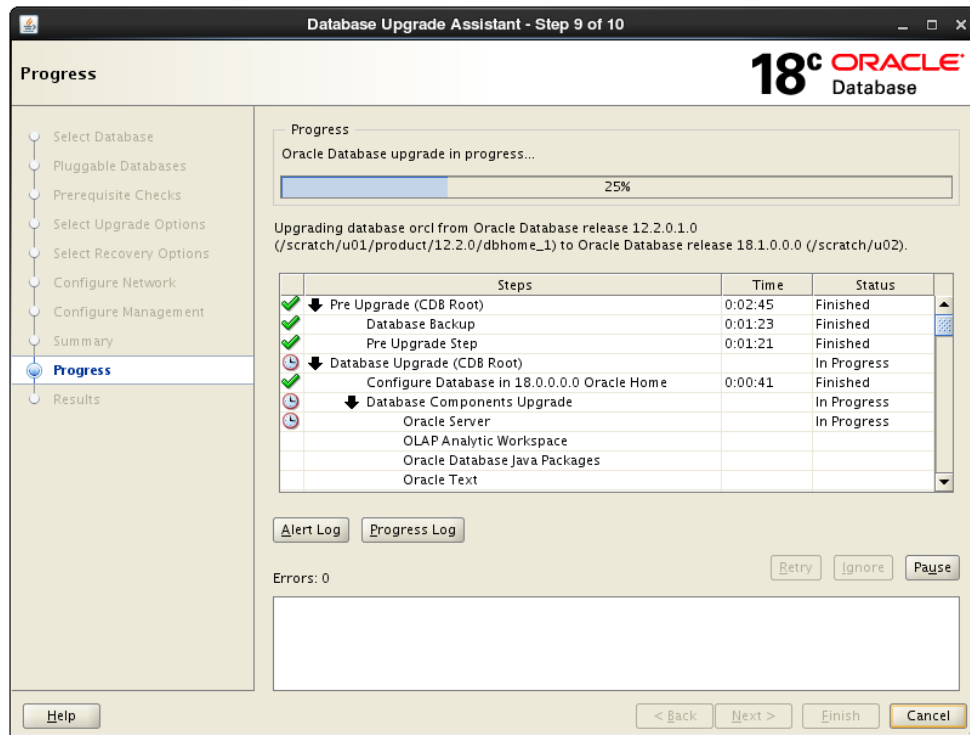 Database Upgrade Assistant - Step 9 of 10
Progress
18c ORACLE
Database
Select Database
Pluggable Databases
Prerequisite Checks
Select Upgrade Options
Select Recovery Options
Configure Network
Configure Management
Summary
Progress
Results
Progress
Oracle Database upgrade in progress...
25%
Upgrading database orcl from Oracle Database release 12.2.0.1.0
(/scratch/u01/product/12.2.0/dbhome_1) to Oracle Database release 18.1.0.0.0 (/scratch/u02).
Steps Time Status
Pre Upgrade (CDB Root) 0:02:45 Finished
Database Backup 0:01:23 Finished
Pre Upgrade Step 0:01:21 Finished
Database Upgrade (CDB Root) In Progress
Configure Database in 18.0.0.0.0 Oracle Home 0:00:41 Finished
Database Components Upgrade In Progress
Oracle Server In Progress
OLAP Analytic Workspace
Oracle Database Java Packages
Oracle Text
Alert Log Progress Log
Retry Ignore Pause
Errors: 0
Help < Back Next > Finish Cancel